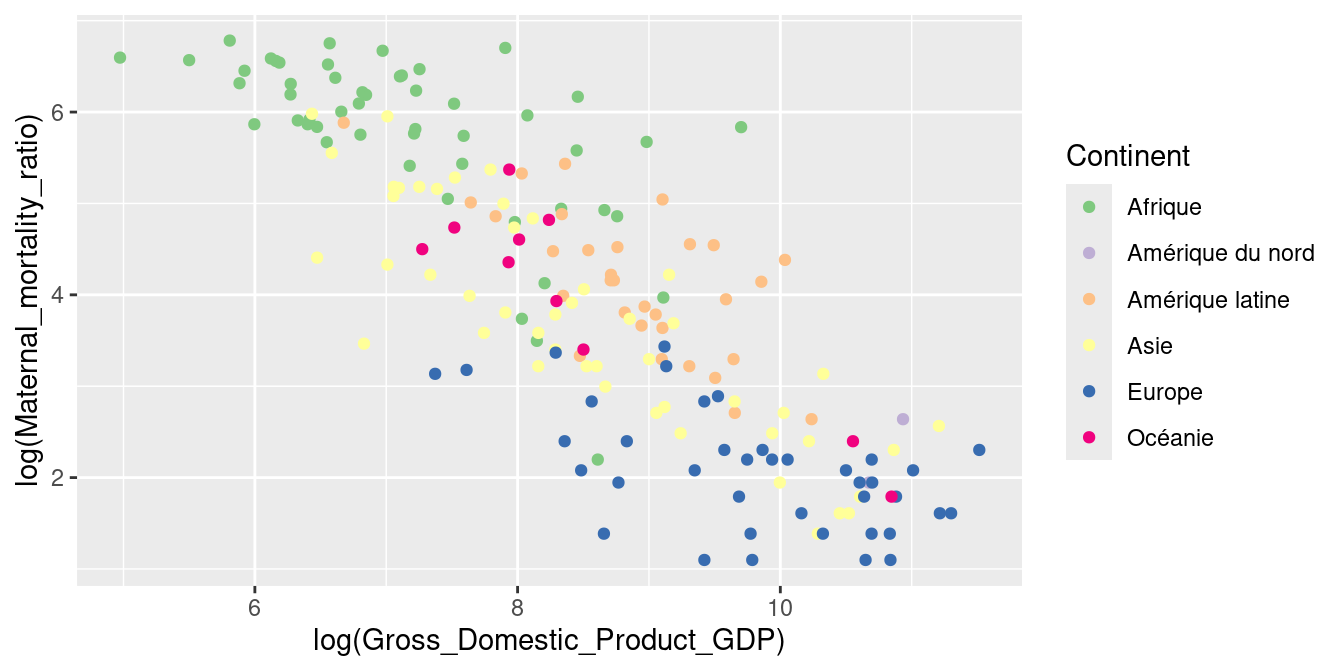 log(Maternal_mortality_ratio)
6
4
2
6
8
10
log(Gross_Domestic_Product_GDP)
Continent
Afrique
Amérique du nord
Amérique latine
Asie
Europe
Océanie